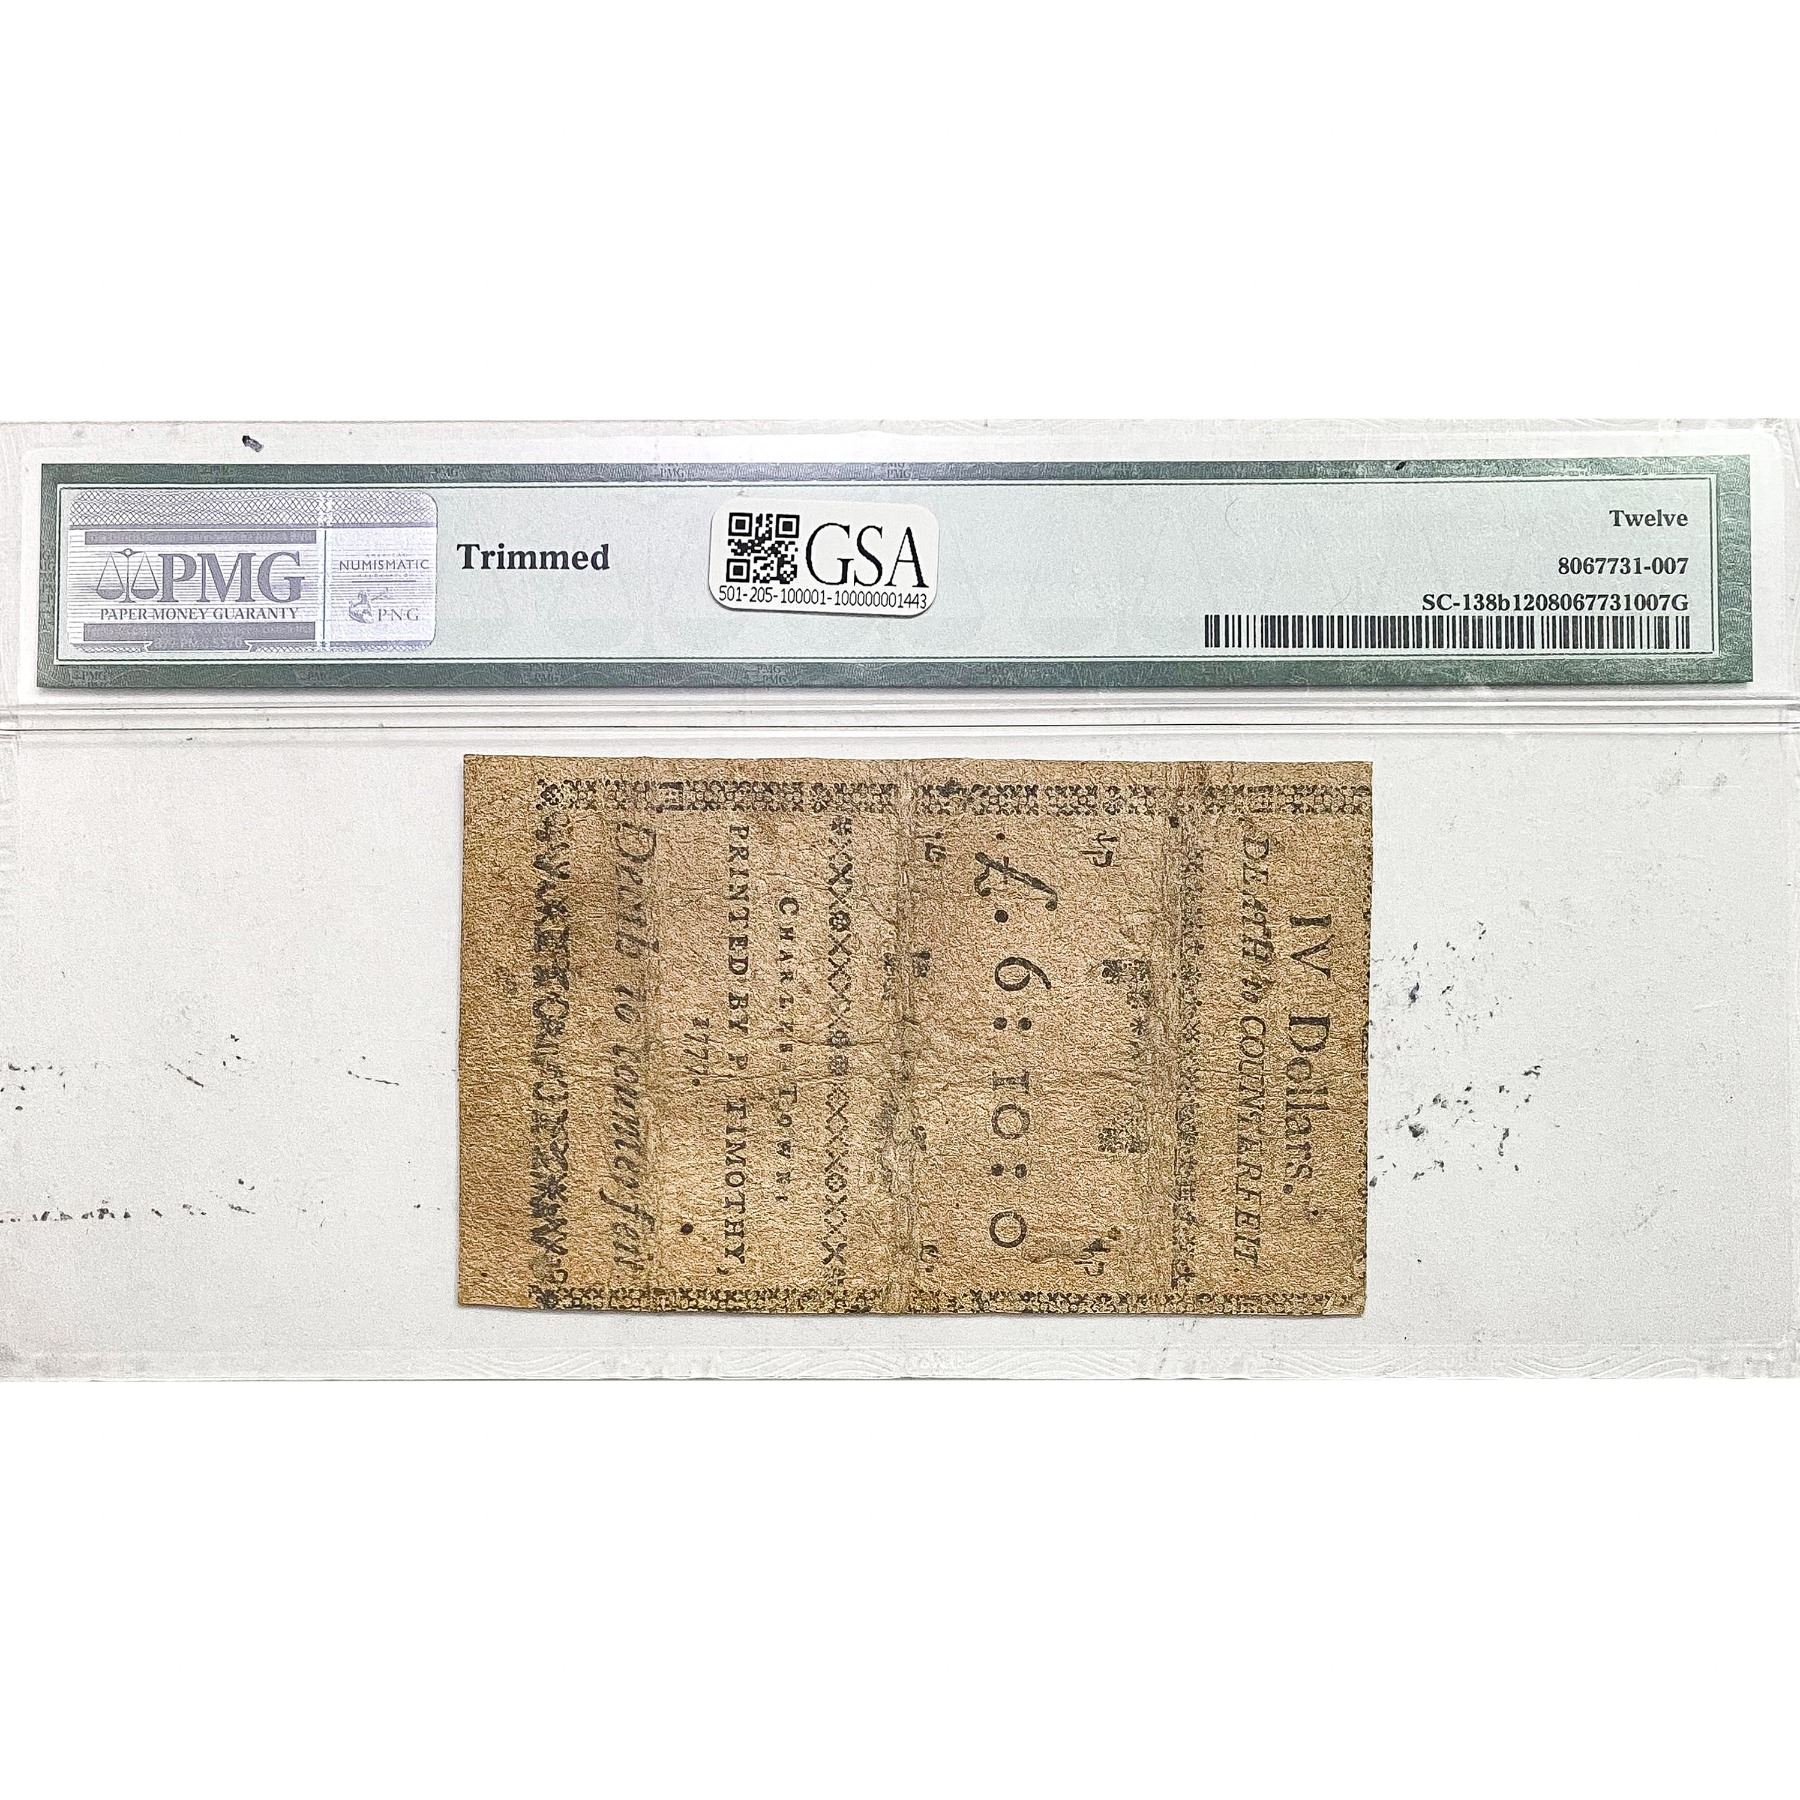 PMG
PAPER MONEY GUARANTY
NUMISMATIC
PNG
Trimmed
GSA
501-205-100001-100000001443
Twelve
8067731-007
SC-138b1208067731007G
IV Dollars.
DEATH to COUNTERFEIT.
£. 6 : 10 : 0
CHARLES-TOWN:
PRINTED BY P. TIMOTHY,
1777.
Death to counterfeit.